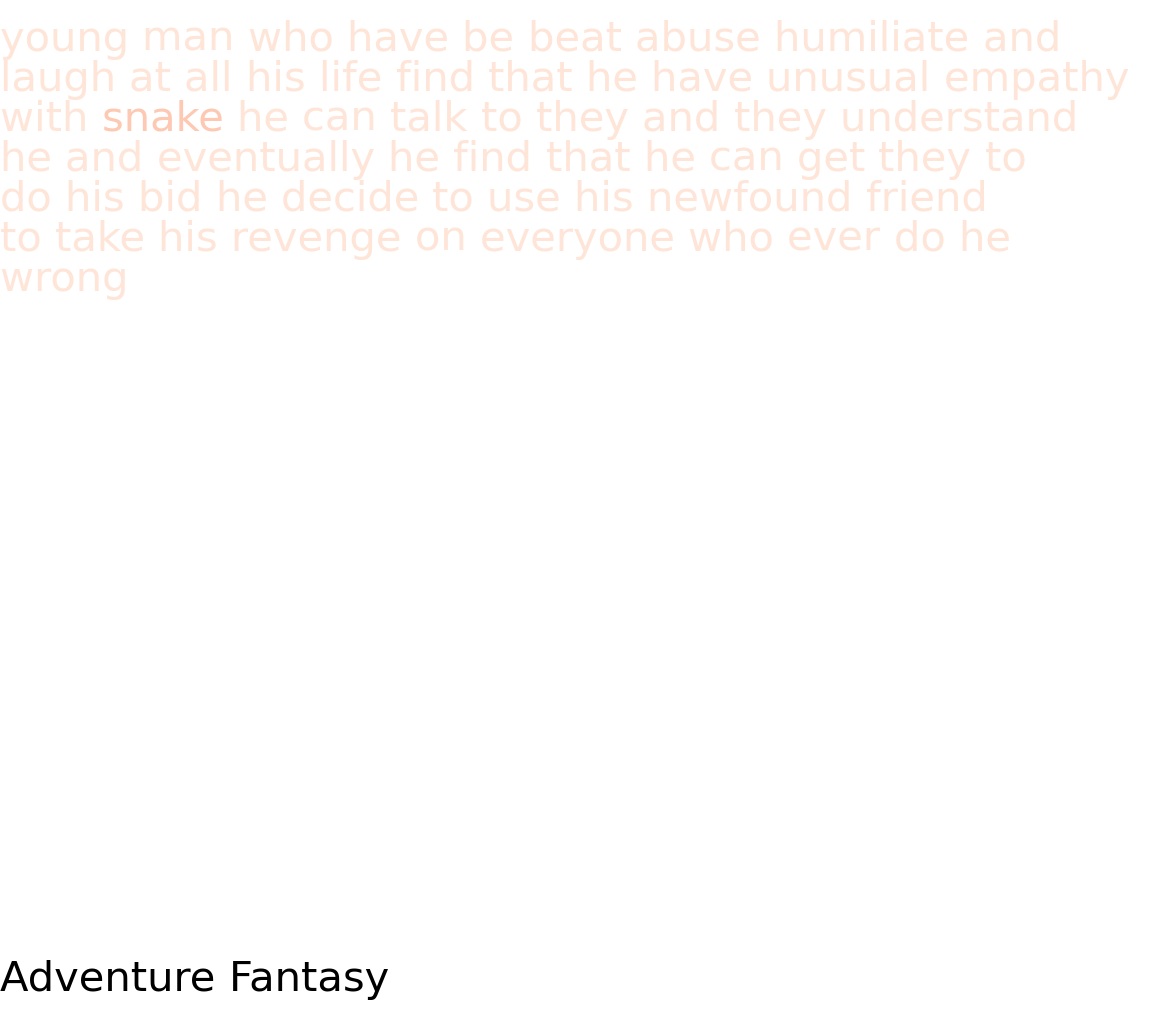 young man who have be beat abuse humiliate and
laugh at all his life find that he have unusual empathy
with snake he can talk to they and they understand
he and eventually he find that he can get they to
do his bid he decide to use his newfound friend
to take his revenge on everyone who ever do he
wrong
Adventure Fantasy